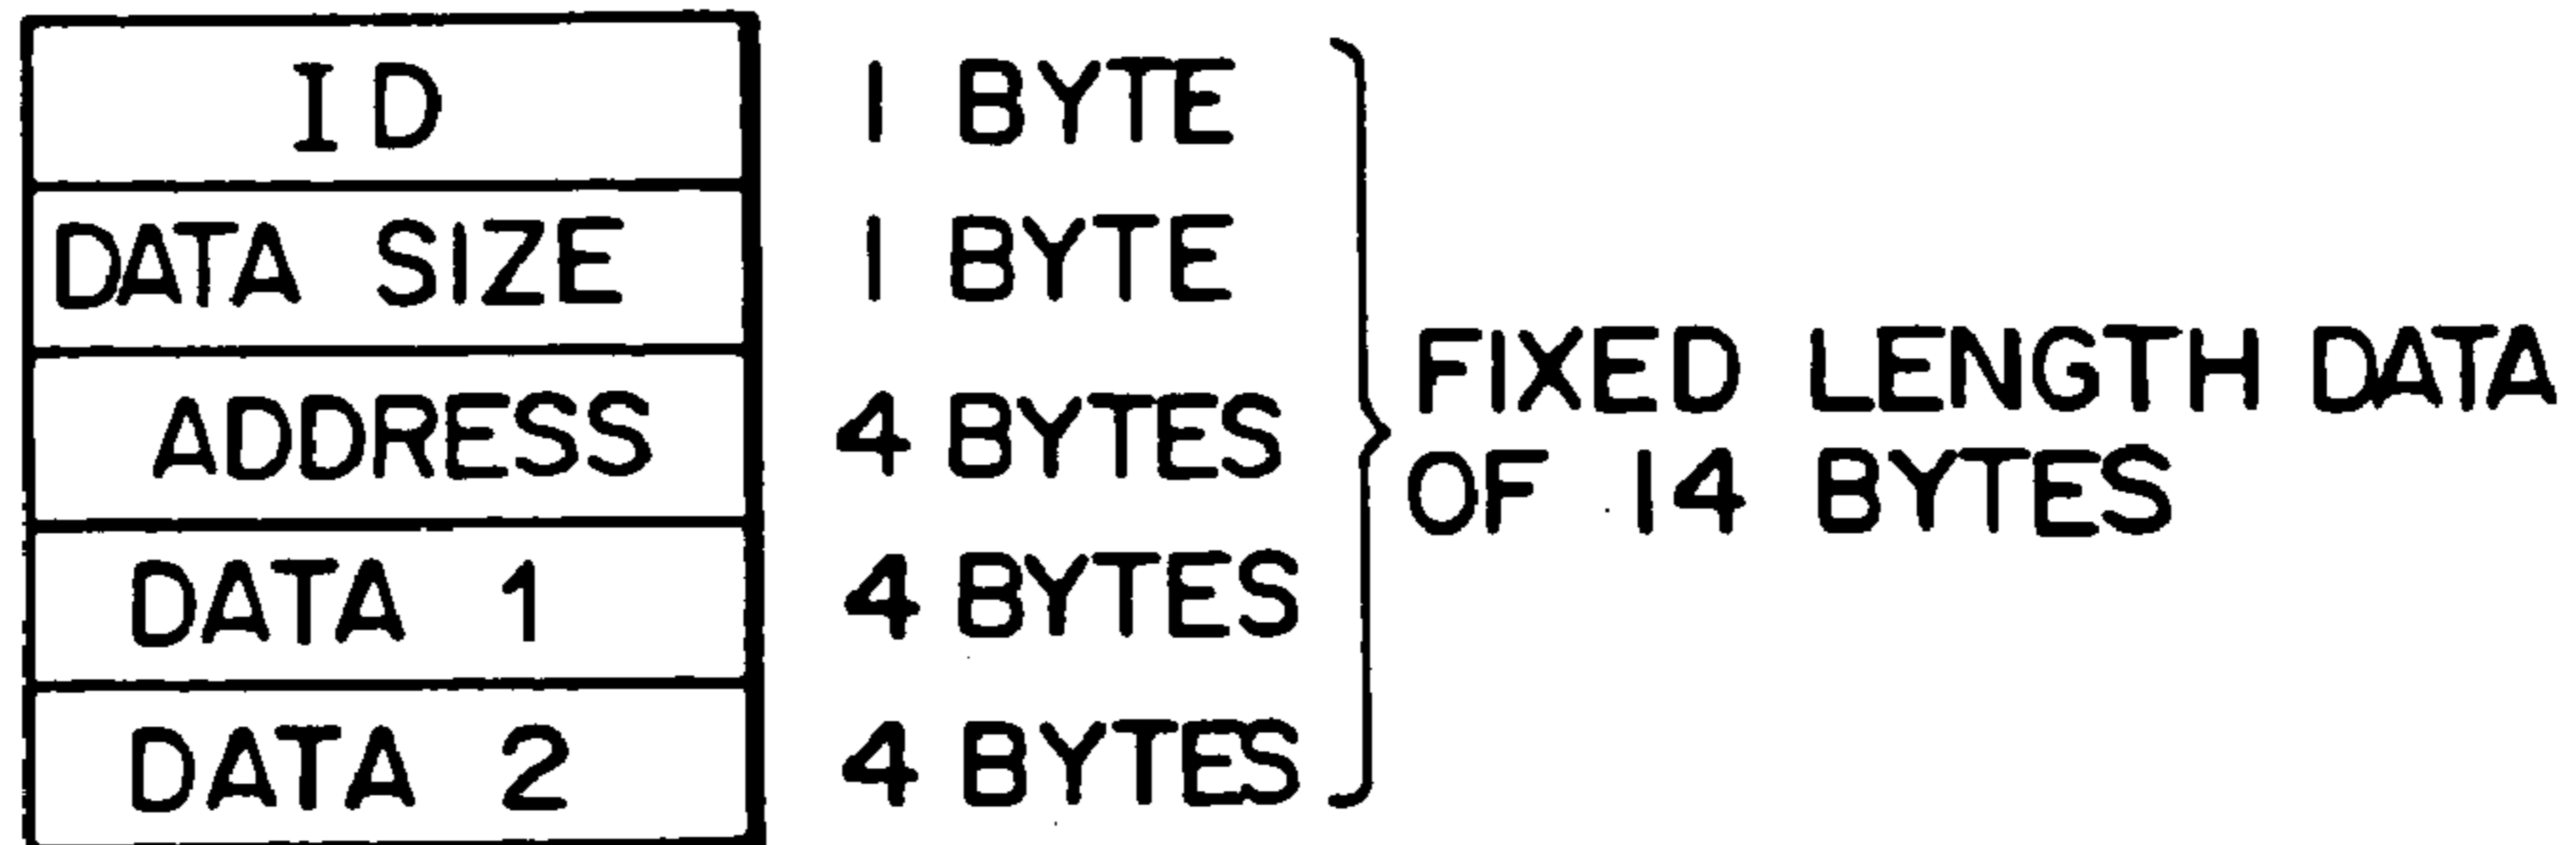 ID 1 BYTE
DATA SIZE 1 BYTE
ADDRESS 4 BYTES
DATA 1 4 BYTES
DATA 2 4 BYTES
FIXED LENGTH DATA
OF 14 BYTES